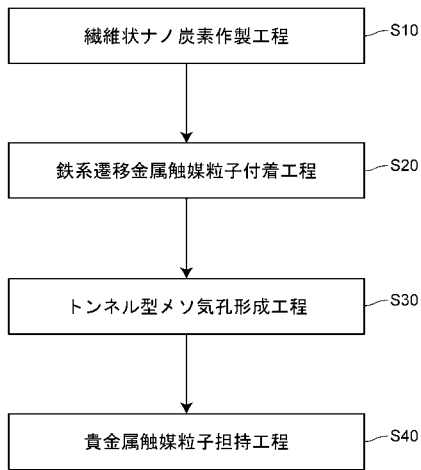 繊維状ナノ炭素作製工程 S10
鉄系遷移金属触媒粒子付着工程 S20
トンネル型メソ気孔形成工程 S30
貴金属触媒粒子担持工程 S40